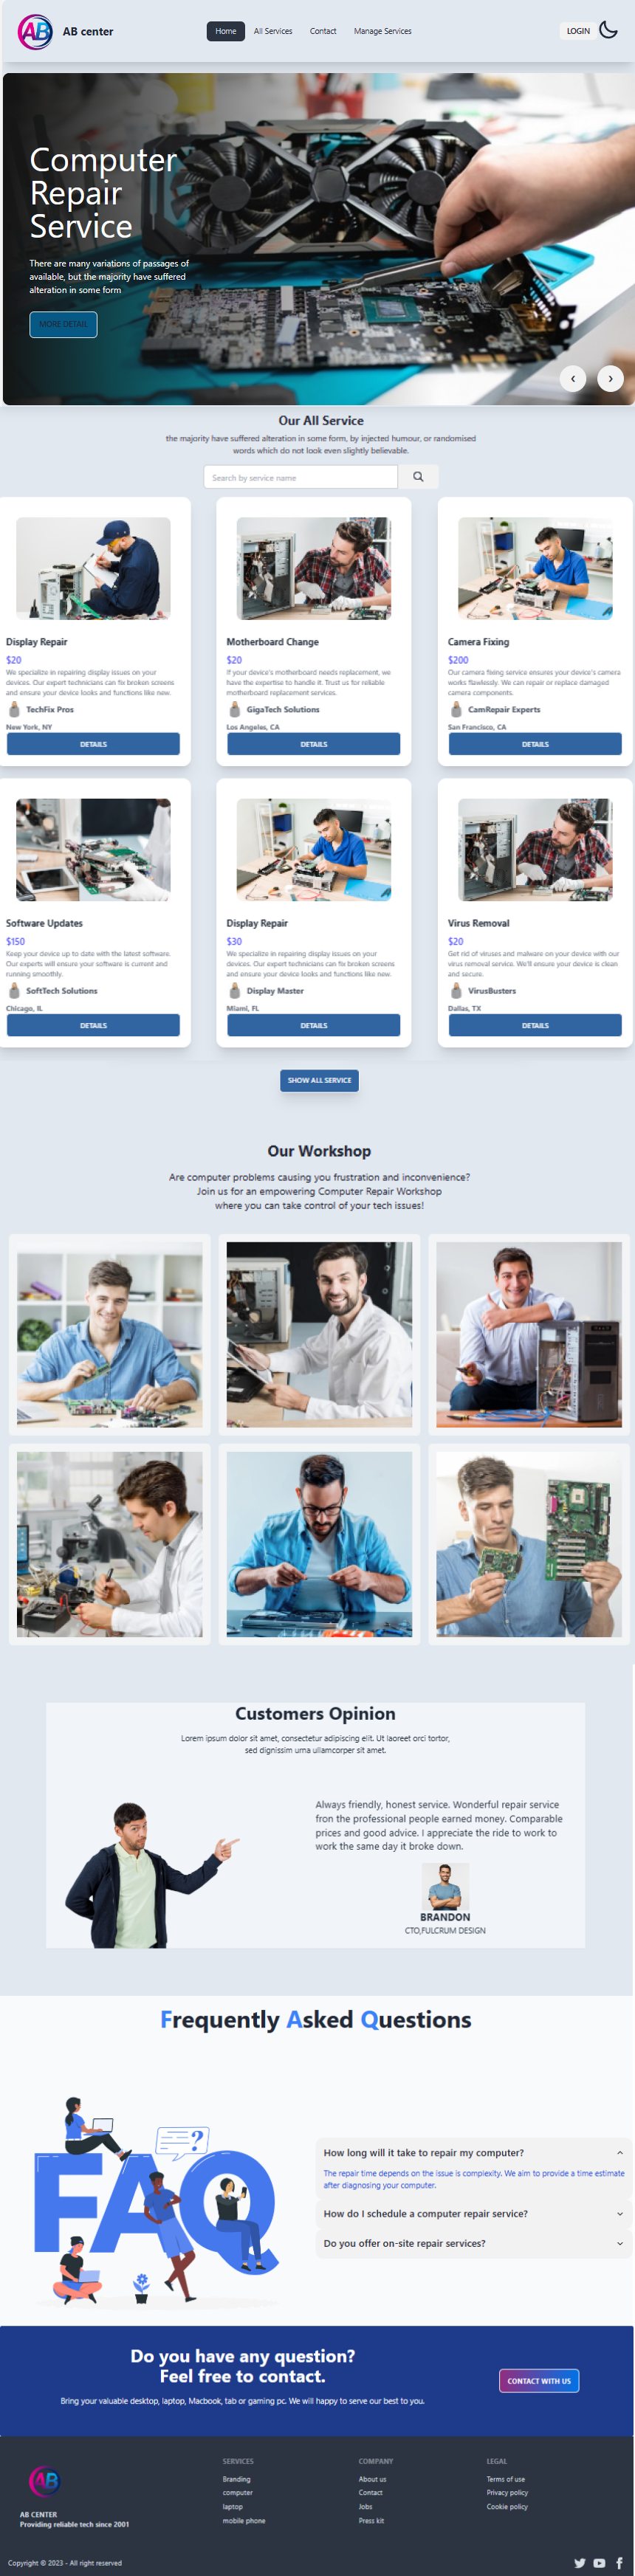 AB
AB center
Home
All Services
Contact
Manage Services
LOGIN
Computer
Repair
Service
There are many variations of passages of
available, but the majority have suffered
alteration in some form
MORE DETAIL
Our All Service
the majority have suffered alteration in some form, by injected humour, or randomised
words which do not look even slightly believable.
Search by service name
Display Repair
$20
We specialize in repairing display issues on your
devices. Our expert technicians can fix broken screens
and ensure your device looks and functions like new.
TechFix Pros
New York, NY
DETAILS
Motherboard Change
$20
If your device's motherboard needs replacement, we
have the expertise to handle it. Trust us for reliable
motherboard replacement services.
GigaTech Solutions
Los Angeles, CA
DETAILS
Camera Fixing
$200
Our camera fixing service ensures your device's camera
works flawlessly. We can repair or replace damaged
camera components.
CamRepair Experts
San Francisco, CA
DETAILS
Software Updates
$150
Keep your device up to date with the latest software.
Our experts will ensure your software is current and
running smoothly.
SoftTech Solutions
Chicago, IL
DETAILS
Display Repair
$30
We specialize in repairing display issues on your
devices. Our expert technicians can fix broken screens
and ensure your device looks and functions like new.
Display Master
Miami, FL
DETAILS
Virus Removal
$20
Get rid of viruses and malware on your device with our
virus removal service. We'll ensure your device is clean
and secure.
VirusBusters
Dallas, TX
DETAILS
SHOW ALL SERVICE
Our Workshop
Are computer problems causing you frustration and inconvenience?
Join us for an empowering Computer Repair Workshop
where you can take control of your tech issues!
Customers Opinion
Lorem ipsum dolor sit amet, consectetur adipiscing elit. Ut laoreet orci tortor,
sed dignissim urna ullamcorper sit amet.
Always friendly, honest service. Wonderful repair service
fron the professional people earned money. Comparable
prices and good advice. I appreciate the ride to work to
work the same day it broke down.
BRANDON
CTO,FULCRUM DESIGN
Frequently Asked Questions
?
FAQ
How long will it take to repair my computer?
The repair time depends on the issue is complexity. We aim to provide a time estimate
after diagnosing your computer.
How do I schedule a computer repair service?
Do you offer on-site repair services?
Do you have any question?
Feel free to contact.
Bring your valuable desktop, laptop, Macbook, tab or gaming pc. We will happy to serve our best to you.
CONTACT WITH US
AB
AB CENTER
Providing reliable tech since 2001
SERVICES
Branding
computer
laptop
mobile phone
COMPANY
About us
Contact
Jobs
Press kit
LEGAL
Terms of use
Privacy policy
Cookie policy
Copyright © 2023 - All right reserved